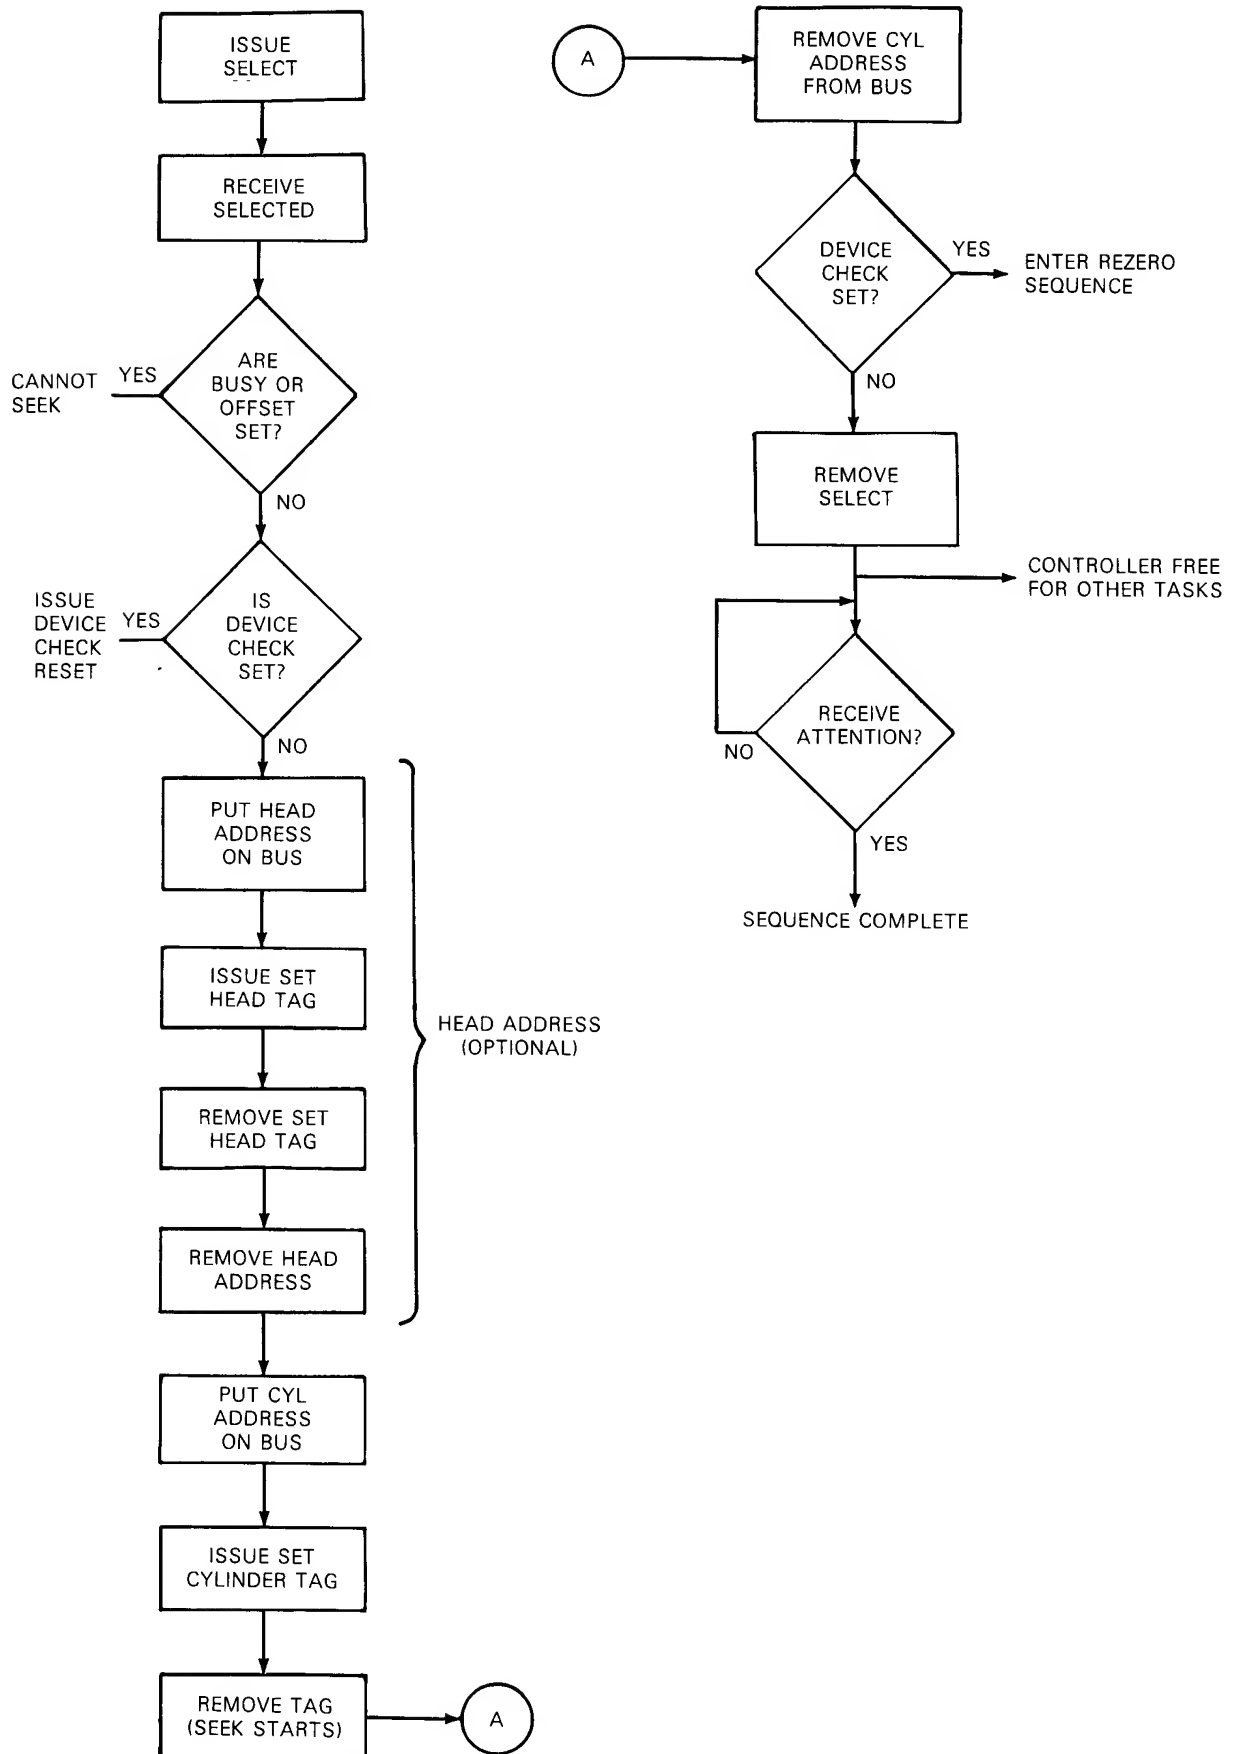 ISSUE
SELECT
RECEIVE
SELECTED
ARE
BUSY OR
OFFSET
SET?
YES
CANNOT
SEEK
NO
IS
DEVICE
CHECK
SET?
YES
ISSUE
DEVICE
CHECK
RESET
NO
PUT HEAD
ADDRESS
ON BUS
ISSUE SET
HEAD TAG
REMOVE SET
HEAD TAG
REMOVE HEAD
ADDRESS
HEAD ADDRESS
(OPTIONAL)
PUT CYL
ADDRESS
ON BUS
ISSUE SET
CYLINDER TAG
REMOVE TAG
(SEEK STARTS)
A
A
REMOVE CYL
ADDRESS
FROM BUS
DEVICE
CHECK
SET?
YES
ENTER REZERO
SEQUENCE
NO
REMOVE
SELECT
CONTROLLER FREE
FOR OTHER TASKS
RECEIVE
ATTENTION?
NO
YES
SEQUENCE COMPLETE